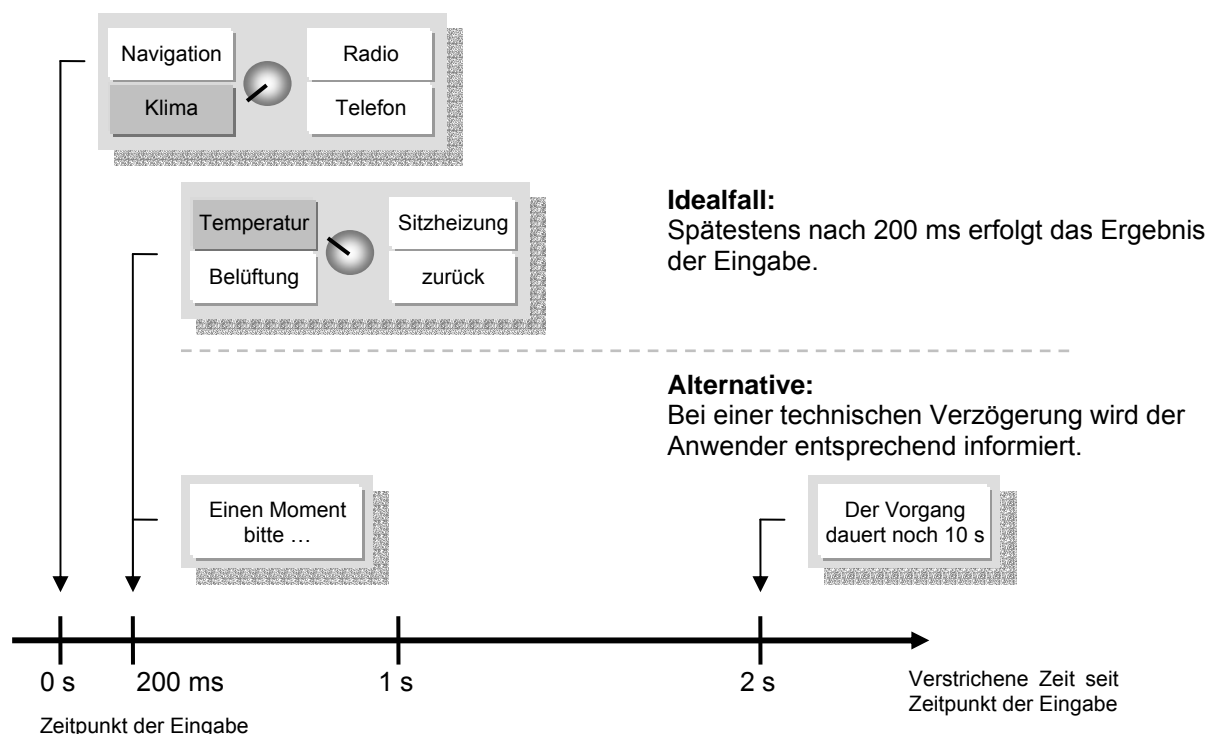 Navigation
Radio
Klima
Telefon
Temperatur
Sitzheizung
Belüftung
zurück
Idealfall:
Spätestens nach 200 ms erfolgt das Ergebnis
der Eingabe.
Alternative:
Bei einer technischen Verzögerung wird der
Anwender entsprechend informiert.
Einen Moment
bitte …
Der Vorgang
dauert noch 10 s
0 s
200 ms
1 s
2 s
Verstrichene Zeit seit
Zeitpunkt der Eingabe
Zeitpunkt der Eingabe